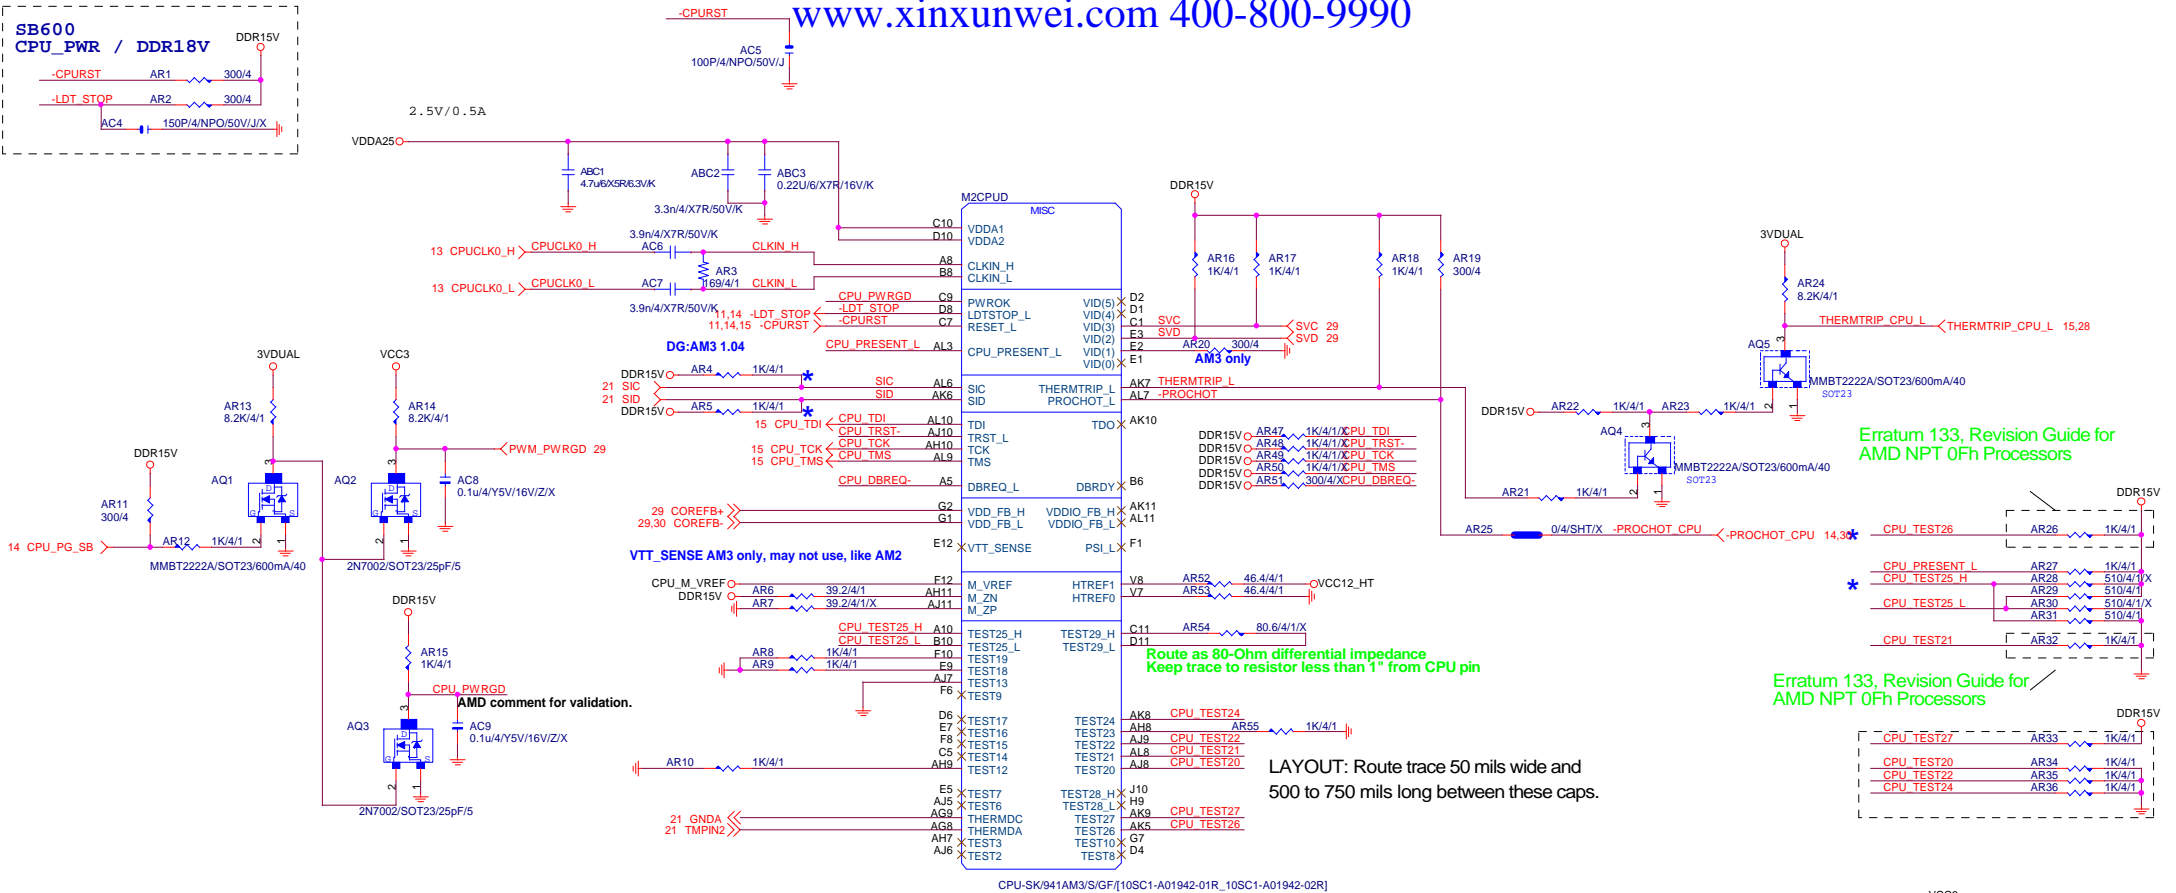 www.xinxunwei.com 400-800-9990
-CPURST
AC5
100P/4/NPO/50V/J
SB600
CPU_PWR / DDR18V
DDR15V
-CPURST AR1 300/4
-LDT_STOP AR2 300/4
AC4 150P/4/NPO/50V/J/X
2.5V/0.5A
VDDA25
ABC1
4.7u/6/X5R/6.3V/K
ABC2
3.3n/4/X7R/50V/K
ABC3
0.22U/6/X7R/16V/K
3.9n/4/X7R/50V/K
13 CPUCLK0_H CPUCLK0_H AC6 CLKIN_H
AR3
169/4/1
13 CPUCLK0_L CPUCLK0_L AC7 CLKIN_L
3.9n/4/X7R/50V/K
CPU_PWRGD
11,14 -LDT_STOP -LDT_STOP
11,14,15 -CPURST -CPURST
DG:AM3 1.04
CPU_PRESENT_L
DDR15V AR4 1K/4/1 *
21 SIC SIC
21 SID SID
DDR15V AR5 1K/4/1 *
15 CPU_TDI CPU_TDI
CPU_TRST-
15 CPU_TCK CPU_TCK
15 CPU_TMS CPU_TMS
CPU_DBREQ-
29 COREFB+
29,30 COREFB-
VTT_SENSE AM3 only, may not use, like AM2
CPU_M_VREF
DDR15V AR6 39.2/4/1
AR7 39.2/4/1/X
CPU_TEST25_H
CPU_TEST25_L
AR8 1K/4/1
AR9 1K/4/1
AR10 1K/4/1
21 GNDA
21 TMPIN2
3VDUAL
AR13
8.2K/4/1
VCC3
AR14
8.2K/4/1
PWM_PWRGD 29
DDR15V
AR11
300/4
3
AQ1
D
G S
2 1
3
AQ2
D
G S
2 1
AC8
0.1u/4/Y5V/16V/Z/X
14 CPU_PG_SB AR12 1K/4/1
MMBT2222A/SOT23/600mA/40
2N7002/SOT23/25pF/5
DDR15V
AR15
1K/4/1
CPU_PWRGD
AMD comment for validation.
3
AQ3
D
G S
2 1
AC9
0.1u/4/Y5V/16V/Z/X
2N7002/SOT23/25pF/5
M2CPUD
MISC
C10 VDDA1
D10 VDDA2
A8 CLKIN_H
B8 CLKIN_L
C9 PWROK
D8 LDTSTOP_L
C7 RESET_L
AL3 CPU_PRESENT_L
AL6 SIC
AK6 SID
AL10 TDI
AJ10 TRST_L
AH10 TCK
AL9 TMS
A5 DBREQ_L
G2 VDD_FB_H
G1 VDD_FB_L
E12 VTT_SENSE
F12 M_VREF
AH11 M_ZN
AJ11 M_ZP
A10 TEST25_H
B10 TEST25_L
F10 TEST19
E9 TEST18
AJ7 TEST13
F6 TEST9
D6 TEST17
E7 TEST16
F8 TEST15
C5 TEST14
AH9 TEST12
E5 TEST7
AJ5 TEST6
AG9 THERMDC
AG8 THERMDA
AH7 TEST3
AJ6 TEST2
VID(5) D2
VID(4) D1
VID(3) C1
VID(2) E3
VID(1) E2
VID(0) E1
THERMTRIP_L AK7
PROCHOT_L AL7
TDO AK10
DBRDY B6
VDDIO_FB_H AK11
VDDIO_FB_L AL11
PSI_L F1
HTREF1 V8
HTREF0 V7
TEST29_H C11
TEST29_L D11
TEST24 AK8
TEST23 AH8
TEST22 AJ9
TEST21 AL8
TEST20 AJ8
TEST28_H J10
TEST28_L H9
TEST27 AK9
TEST26 AK5
TEST10 G7
TEST8 D4
CPU-SK/941AM3/S/GF/[10SC1-A01942-01R_10SC1-A01942-02R]
DDR15V
AR16
1K/4/1
AR17
1K/4/1
AR18
1K/4/1
AR19
300/4
SVC SVC 29
SVD SVD 29
AR20 300/4
AM3 only
THERMTRIP_L
-PROCHOT
DDR15V AR47 1K/4/1/X CPU_TDI
DDR15V AR48 1K/4/1/X CPU_TRST-
DDR15V AR49 1K/4/1/X CPU_TCK
DDR15V AR50 1K/4/1/X CPU_TMS
DDR15V AR51 300/4/X CPU_DBREQ-
AR52 46.4/4/1 VCC12_HT
AR53 46.4/4/1
AR54 80.6/4/1/X
Route as 80-Ohm differential impedance
Keep trace to resistor less than 1" from CPU pin
CPU_TEST24
AR55 1K/4/1
CPU_TEST22
CPU_TEST21
CPU_TEST20
LAYOUT: Route trace 50 mils wide and
500 to 750 mils long between these caps.
CPU_TEST27
CPU_TEST26
3VDUAL
AR24
8.2K/4/1
THERMTRIP_CPU_L THERMTRIP_CPU_L 15,28
3
AQ5
MMBT2222A/SOT23/600mA/40
SOT23
2 1
DDR15V AR22 1K/4/1 AR23 1K/4/1
3
AQ4
MMBT2222A/SOT23/600mA/40
SOT23
2 1
AR21 1K/4/1
AR25 0/4/SHT/X -PROCHOT_CPU
Erratum 133, Revision Guide for
AMD NPT 0Fh Processors
DDR15V
* CPU_TEST26 AR26 1K/4/1
CPU_PRESENT_L AR27 1K/4/1
* CPU_TEST25_H AR28 510/4/1/X
AR29 510/4/1
CPU_TEST25_L AR30 510/4/1/X
AR31 510/4/1
CPU_TEST21 AR32 1K/4/1
Erratum 133, Revision Guide for
AMD NPT 0Fh Processors
DDR15V
CPU_TEST27 AR33 1K/4/1
CPU_TEST20 AR34 1K/4/1
CPU_TEST22 AR35 1K/4/1
CPU_TEST24 AR36 1K/4/1